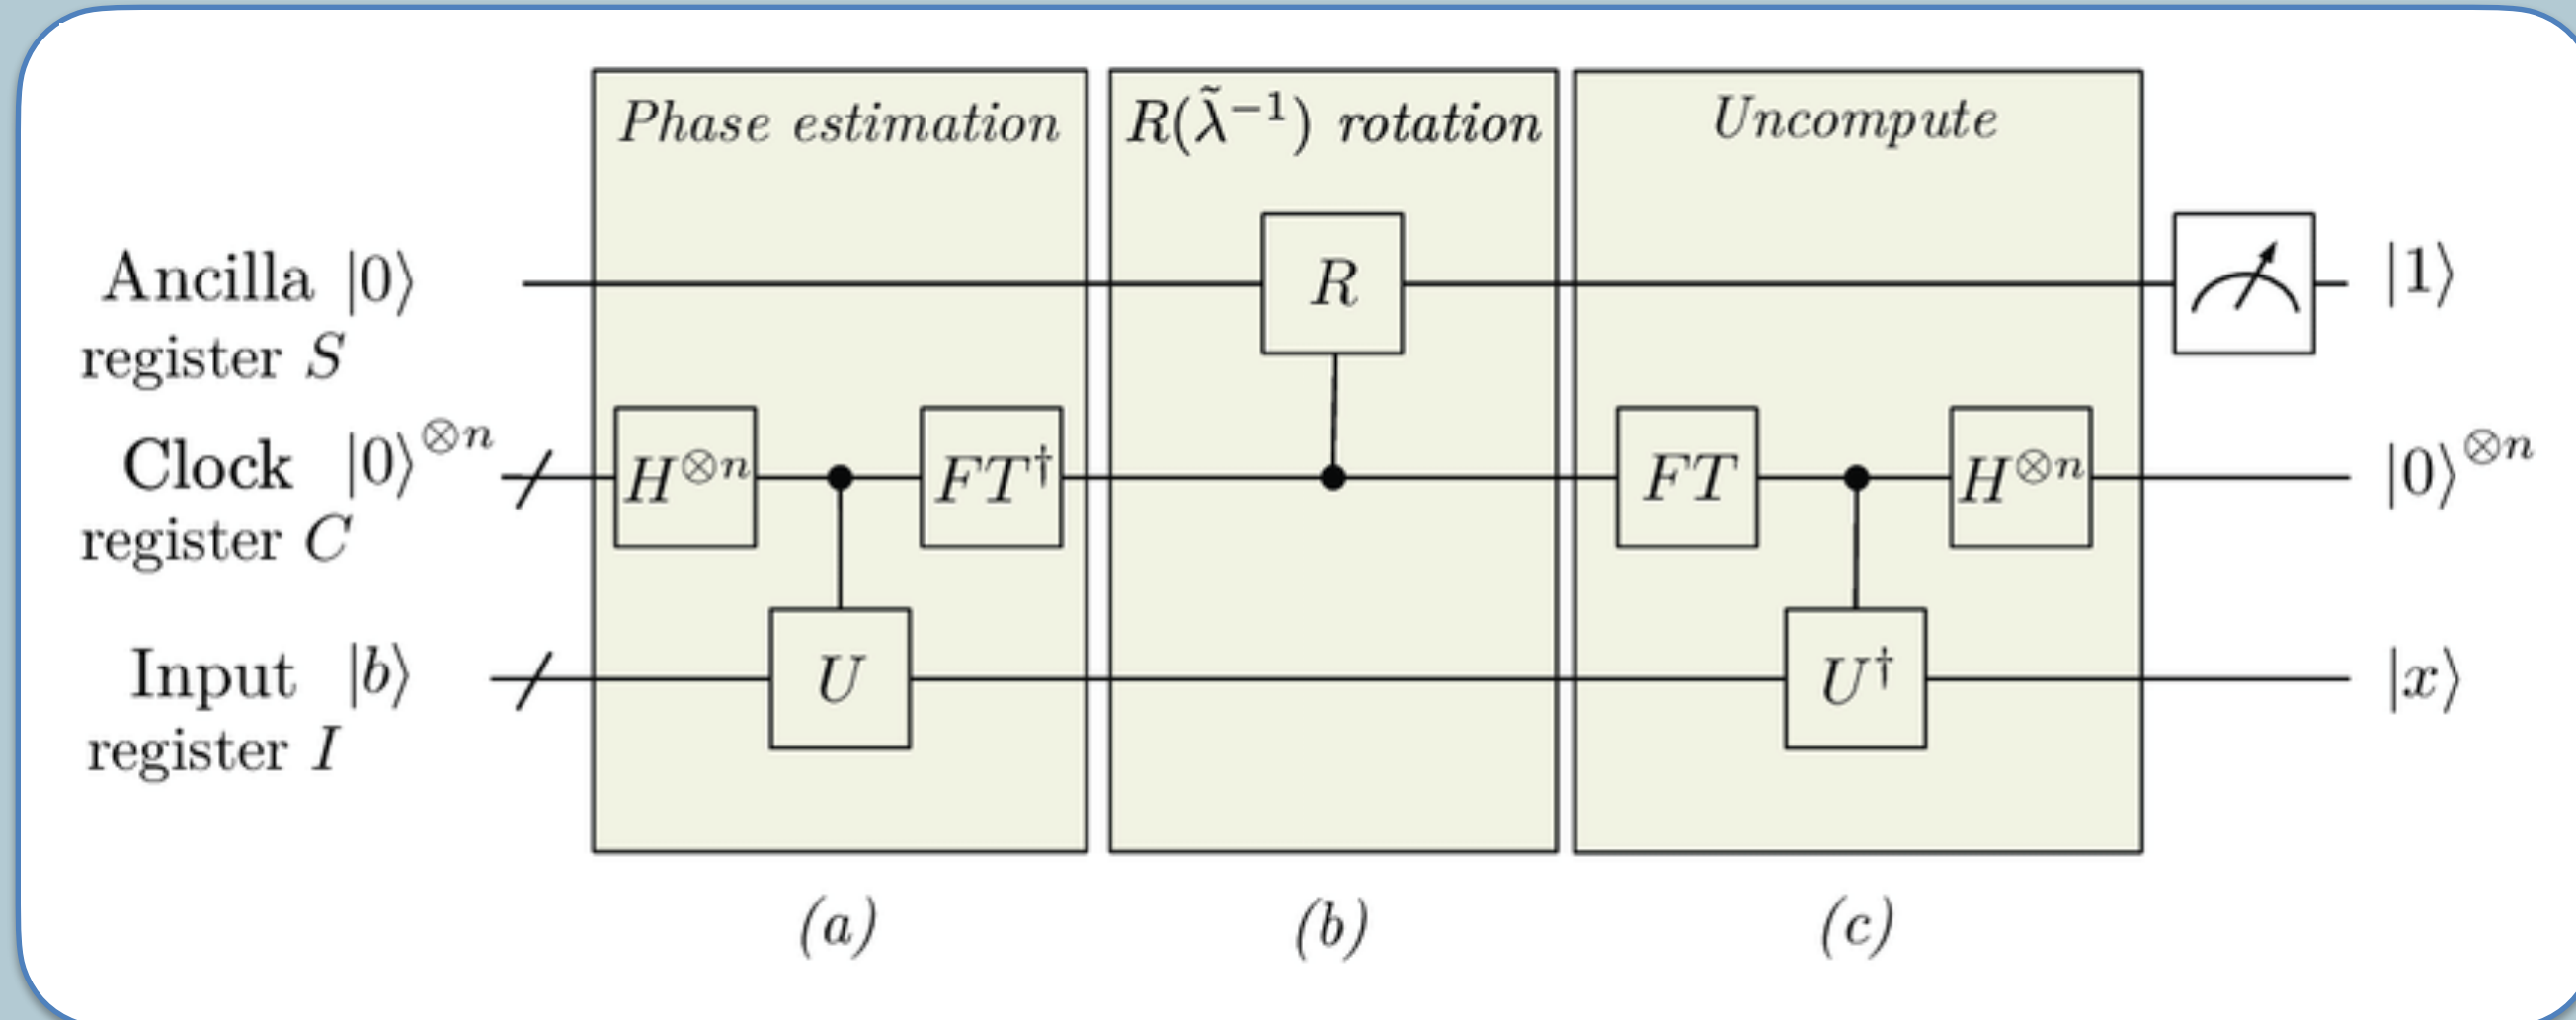 Phase estimation
R(λ̃⁻¹) rotation
Uncompute
Ancilla |0⟩
register S
R
|1⟩
Clock |0⟩⊗n
register C
H⊗n
FT†
FT
H⊗n
|0⟩⊗n
Input |b⟩
register I
U
U†
|x⟩
(a)
(b)
(c)